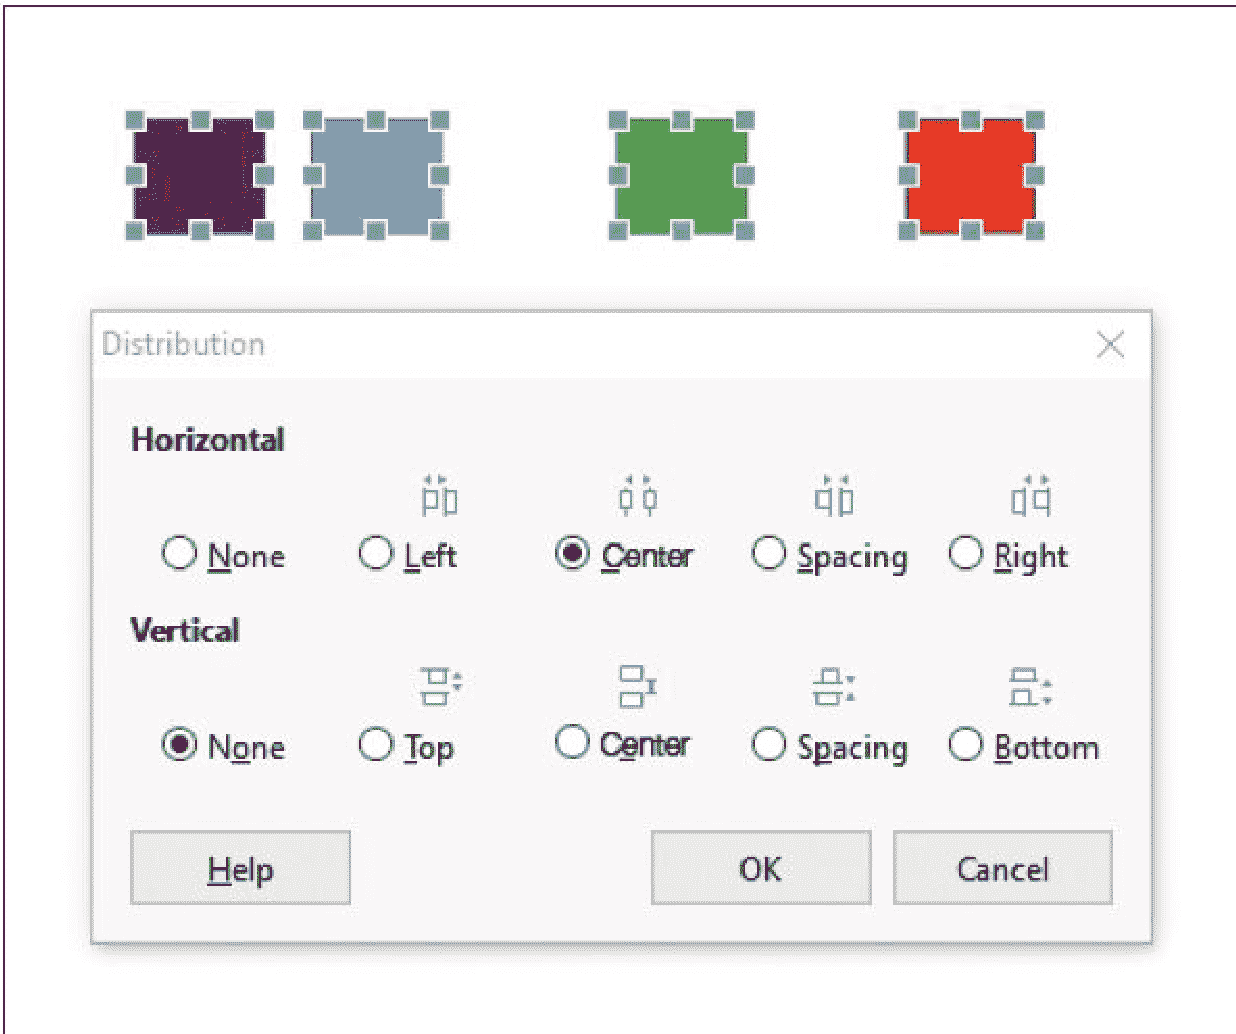 Distribution
Horizontal
None Left Center Spacing Right
Vertical
None Top Center Spacing Bottom
Help OK Cancel